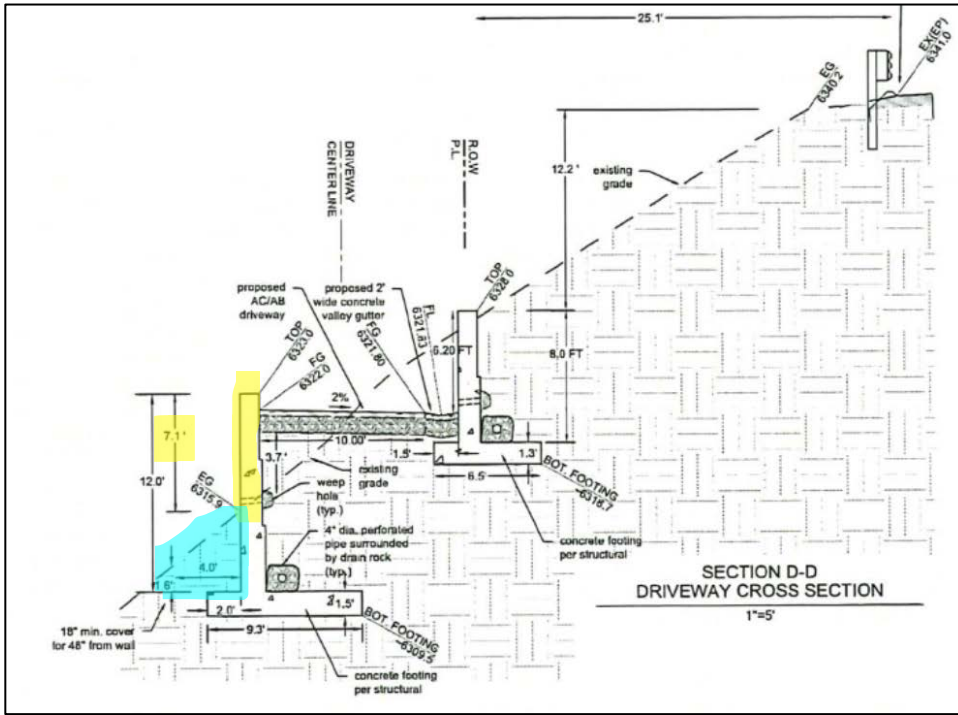 25.1'
EX(EP)
6341.0
EG
6340.2'
12.2'
existing
grade
DRIVEWAY
CENTER LINE
R.O.W
P.L.
proposed
AC/AB
driveway
proposed 2'
wide concrete
valley gutter
TOP
6328.0
FL
6321.83
FG
6321.80
TOP
6323.0
FG
6322.0
6.20 FT
8.0 FT
2%
7.1'
10.00'
1.5'
1.3'
3.7'
existing
grade
6.5'
BOT. FOOTING
~6318.7
12.0'
EG
6315.9
weep
hole
(typ.)
4" dia. perforated
pipe surrounded
by drain rock
(typ.)
concrete footing
per structural
4.0'
1.6'
SECTION D-D
DRIVEWAY CROSS SECTION
1"=5'
2.0'
1.5'
18" min. cover
for 48" from wall
9.3'
BOT. FOOTING
~6309.5
concrete footing
per structural